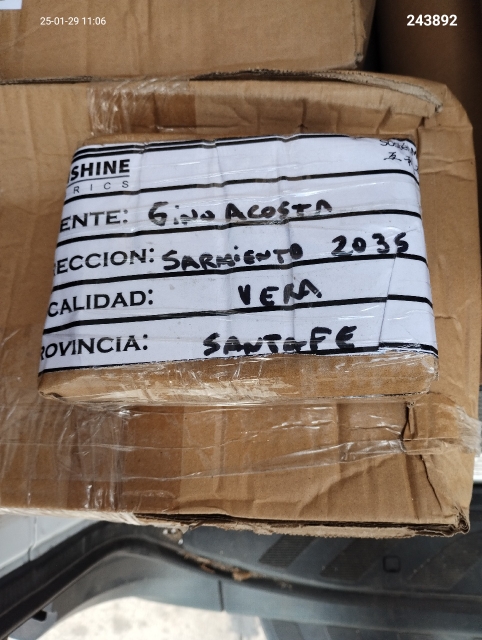 25-01-29 11:06
243892
SHINE
RICS
ENTE: GINO ACOSTA
ECCION: SARMIENTO 2035
CALIDAD: VERA
ROVINCIA: SANTAFE